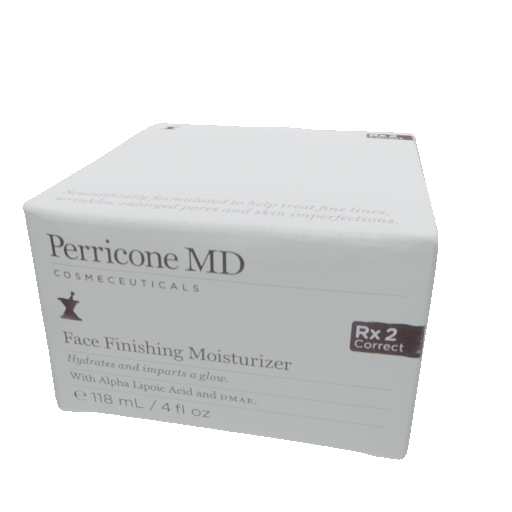 Scientifically formulated to help treat fine lines,
wrinkles, enlarged pores and skin imperfections.
Perricone MD
COSMECEUTICALS
Rx 2
Correct
Face Finishing Moisturizer
Hydrates and imparts a glow.
With Alpha Lipoic Acid and DMAE.
℮ 118 mL / 4 fl oz